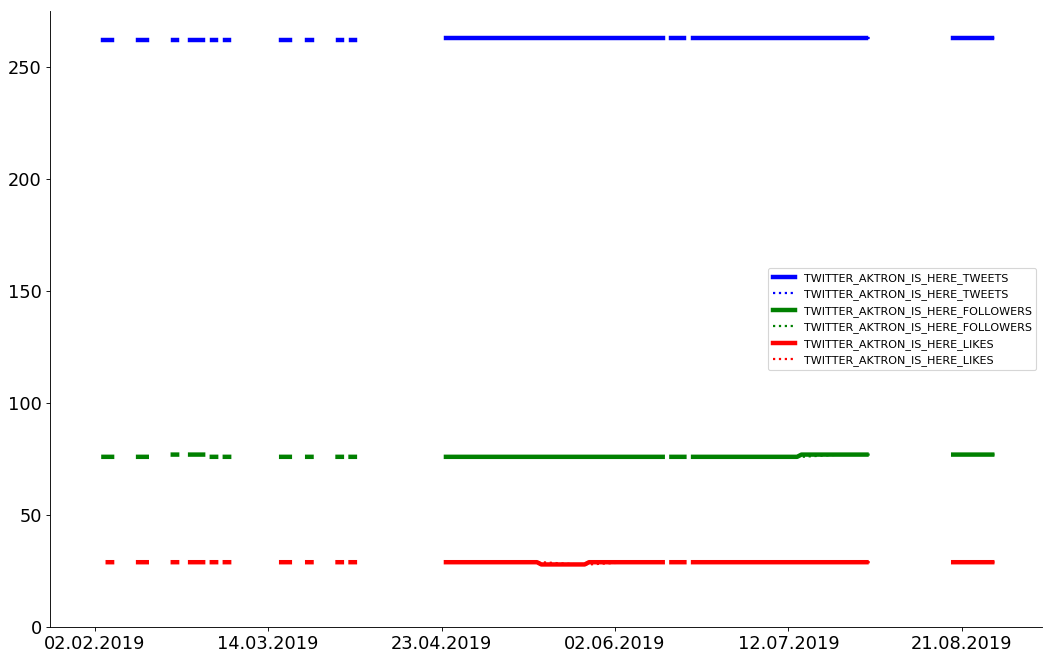 250
200
150
100
50
0
TWITTER_AKTRON_IS_HERE_TWEETS
TWITTER_AKTRON_IS_HERE_TWEETS
TWITTER_AKTRON_IS_HERE_FOLLOWERS
TWITTER_AKTRON_IS_HERE_FOLLOWERS
TWITTER_AKTRON_IS_HERE_LIKES
TWITTER_AKTRON_IS_HERE_LIKES
02.02.2019 14.03.2019 23.04.2019 02.06.2019 12.07.2019 21.08.2019